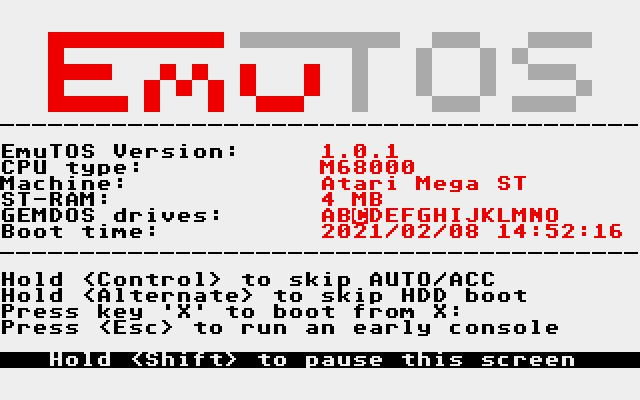 EmuTOS
EmuTOS Version: 1.0.1
CPU type: M68000
Machine: Atari Mega ST
ST-RAM: 4 MB
GEMDOS drives: ABCDEFGHIJKLMNO
Boot time: 2021/02/08 14:52:16
Hold <Control> to skip AUTO/ACC
Hold <Alternate> to skip HDD boot
Press key 'X' to boot from X:
Press <Esc> to run an early console
Hold <Shift> to pause this screen